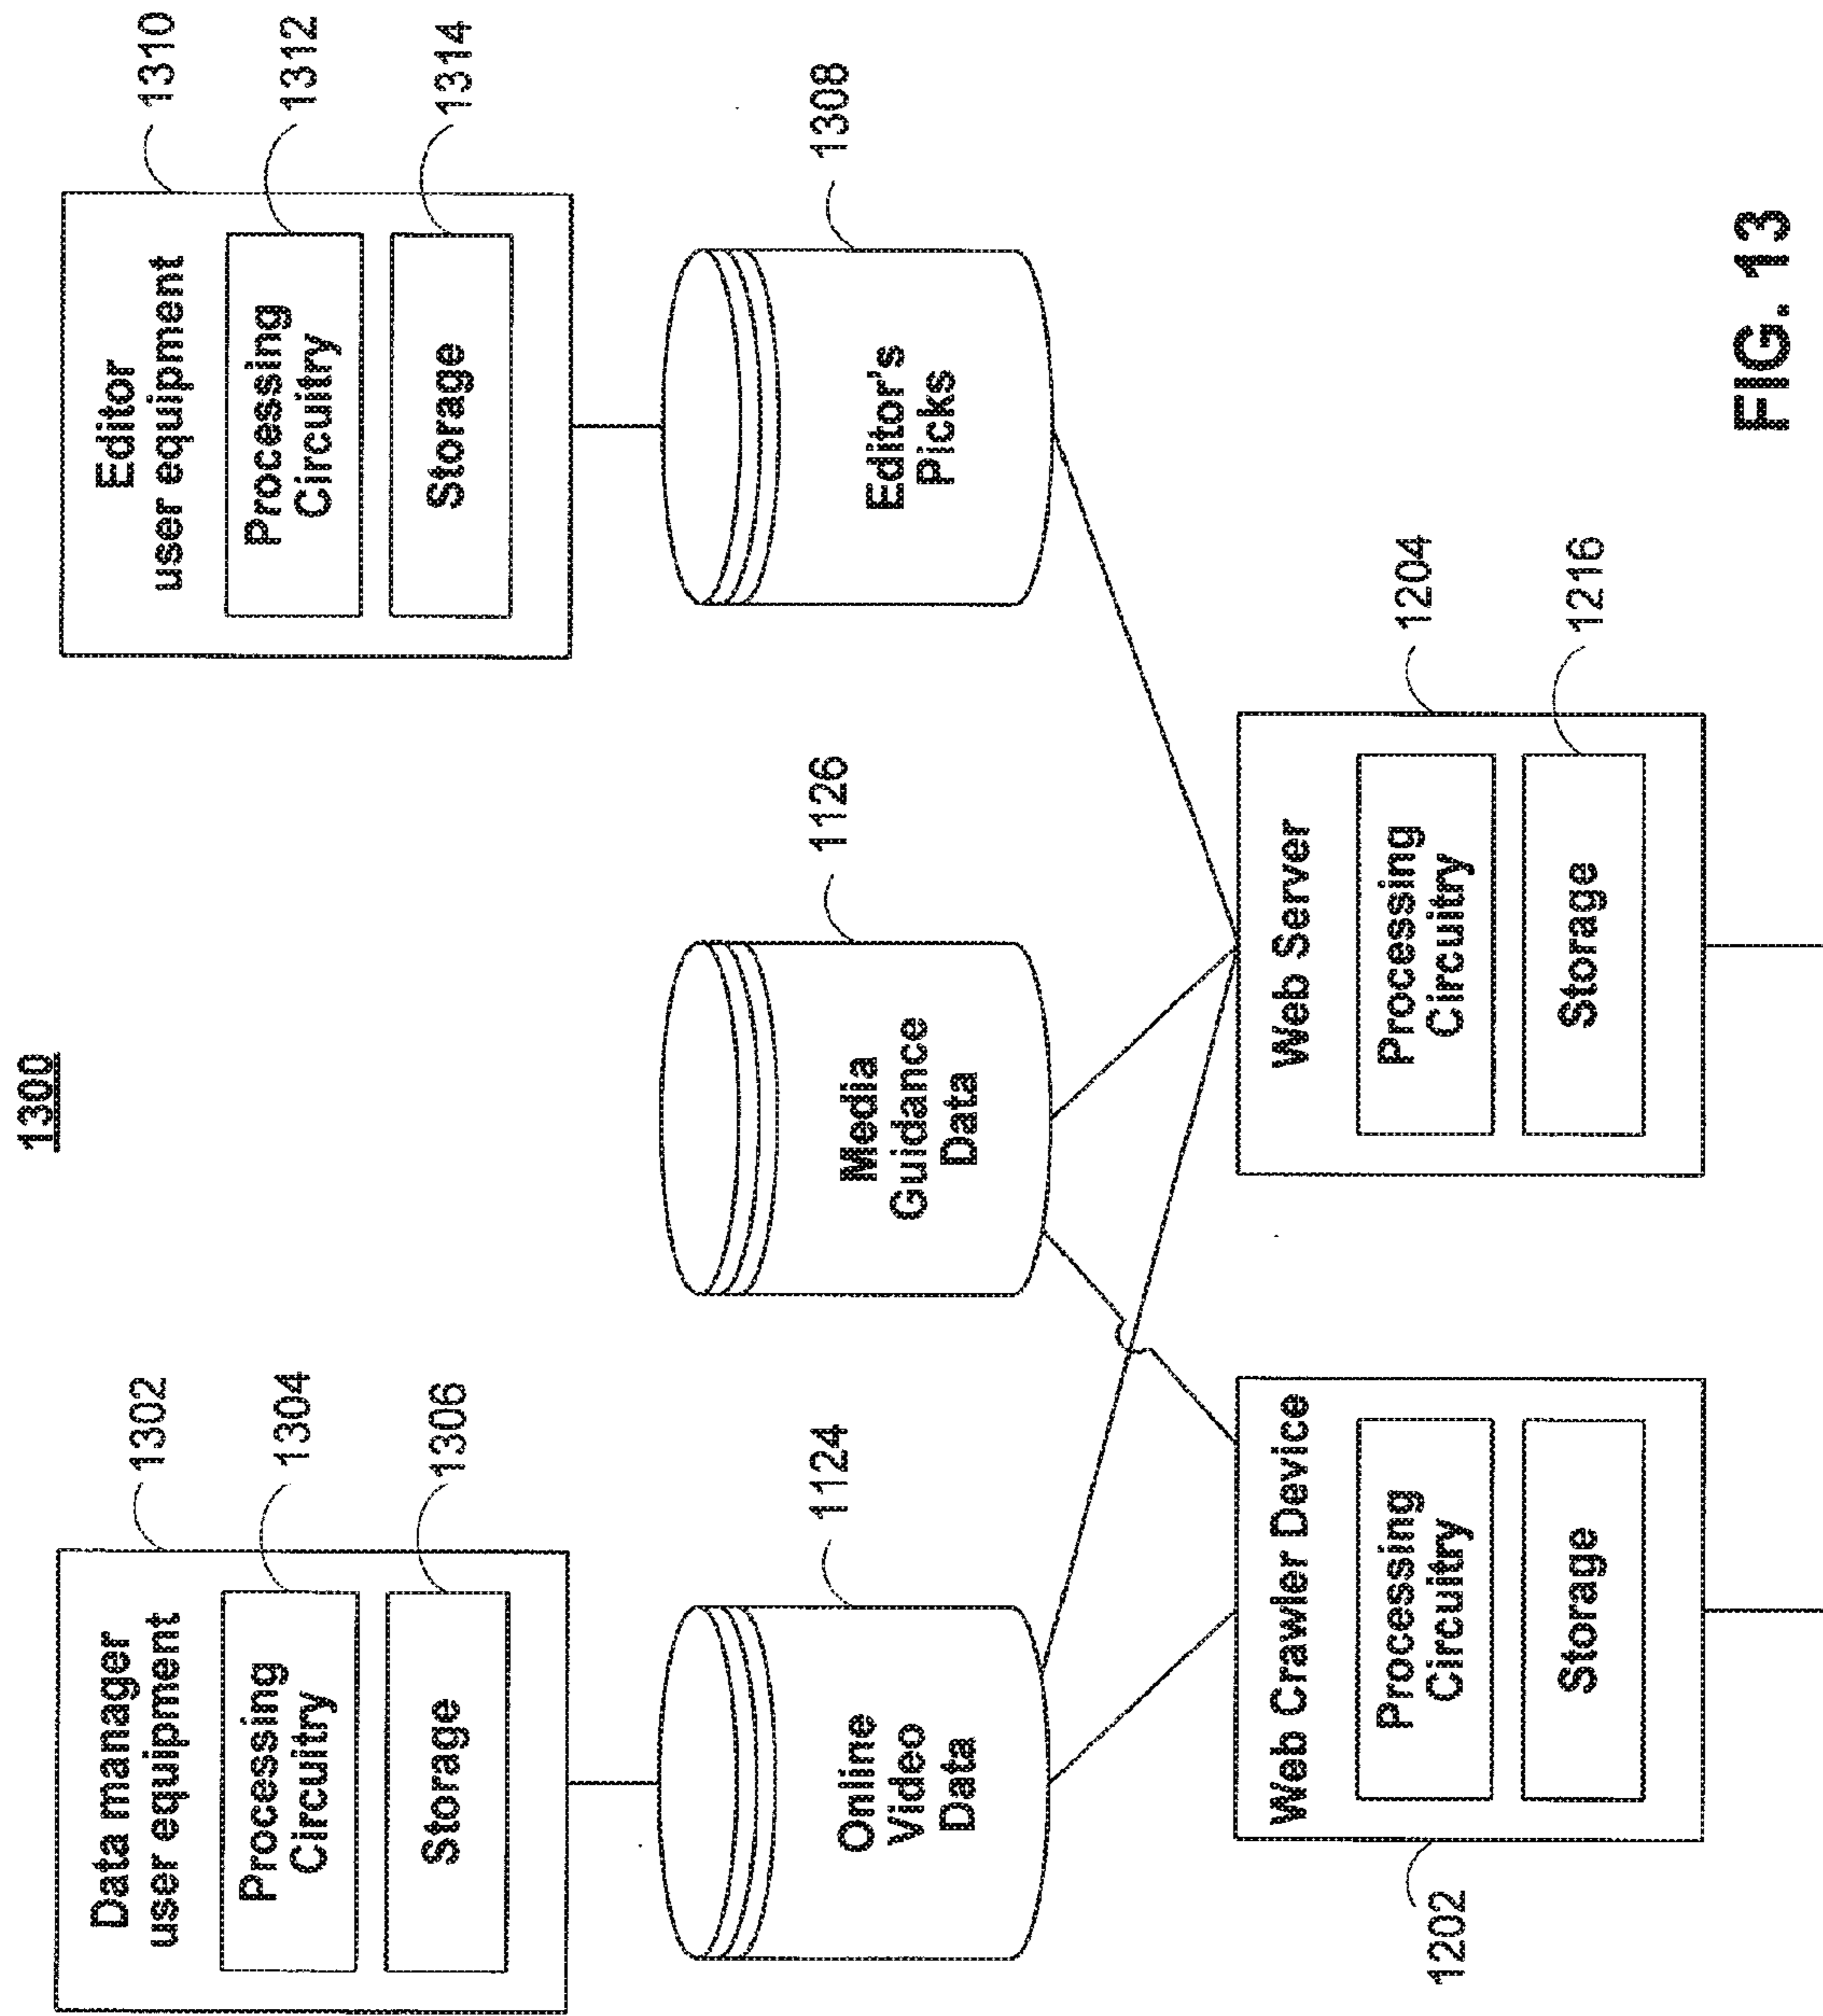 1300
Data manager
user equipment
Processing
Circuitry
Storage
1302
1304
1306
Editor
user equipment
Processing
Circuitry
Storage
1310
1312
1314
Online
Video
Data
1124
Media
Guidance
Data
1126
Editor's
Picks
1308
Web Crawler Device
Processing
Circuitry
Storage
1202
Web Server
Processing
Circuitry
Storage
1204
1216
FIG. 13